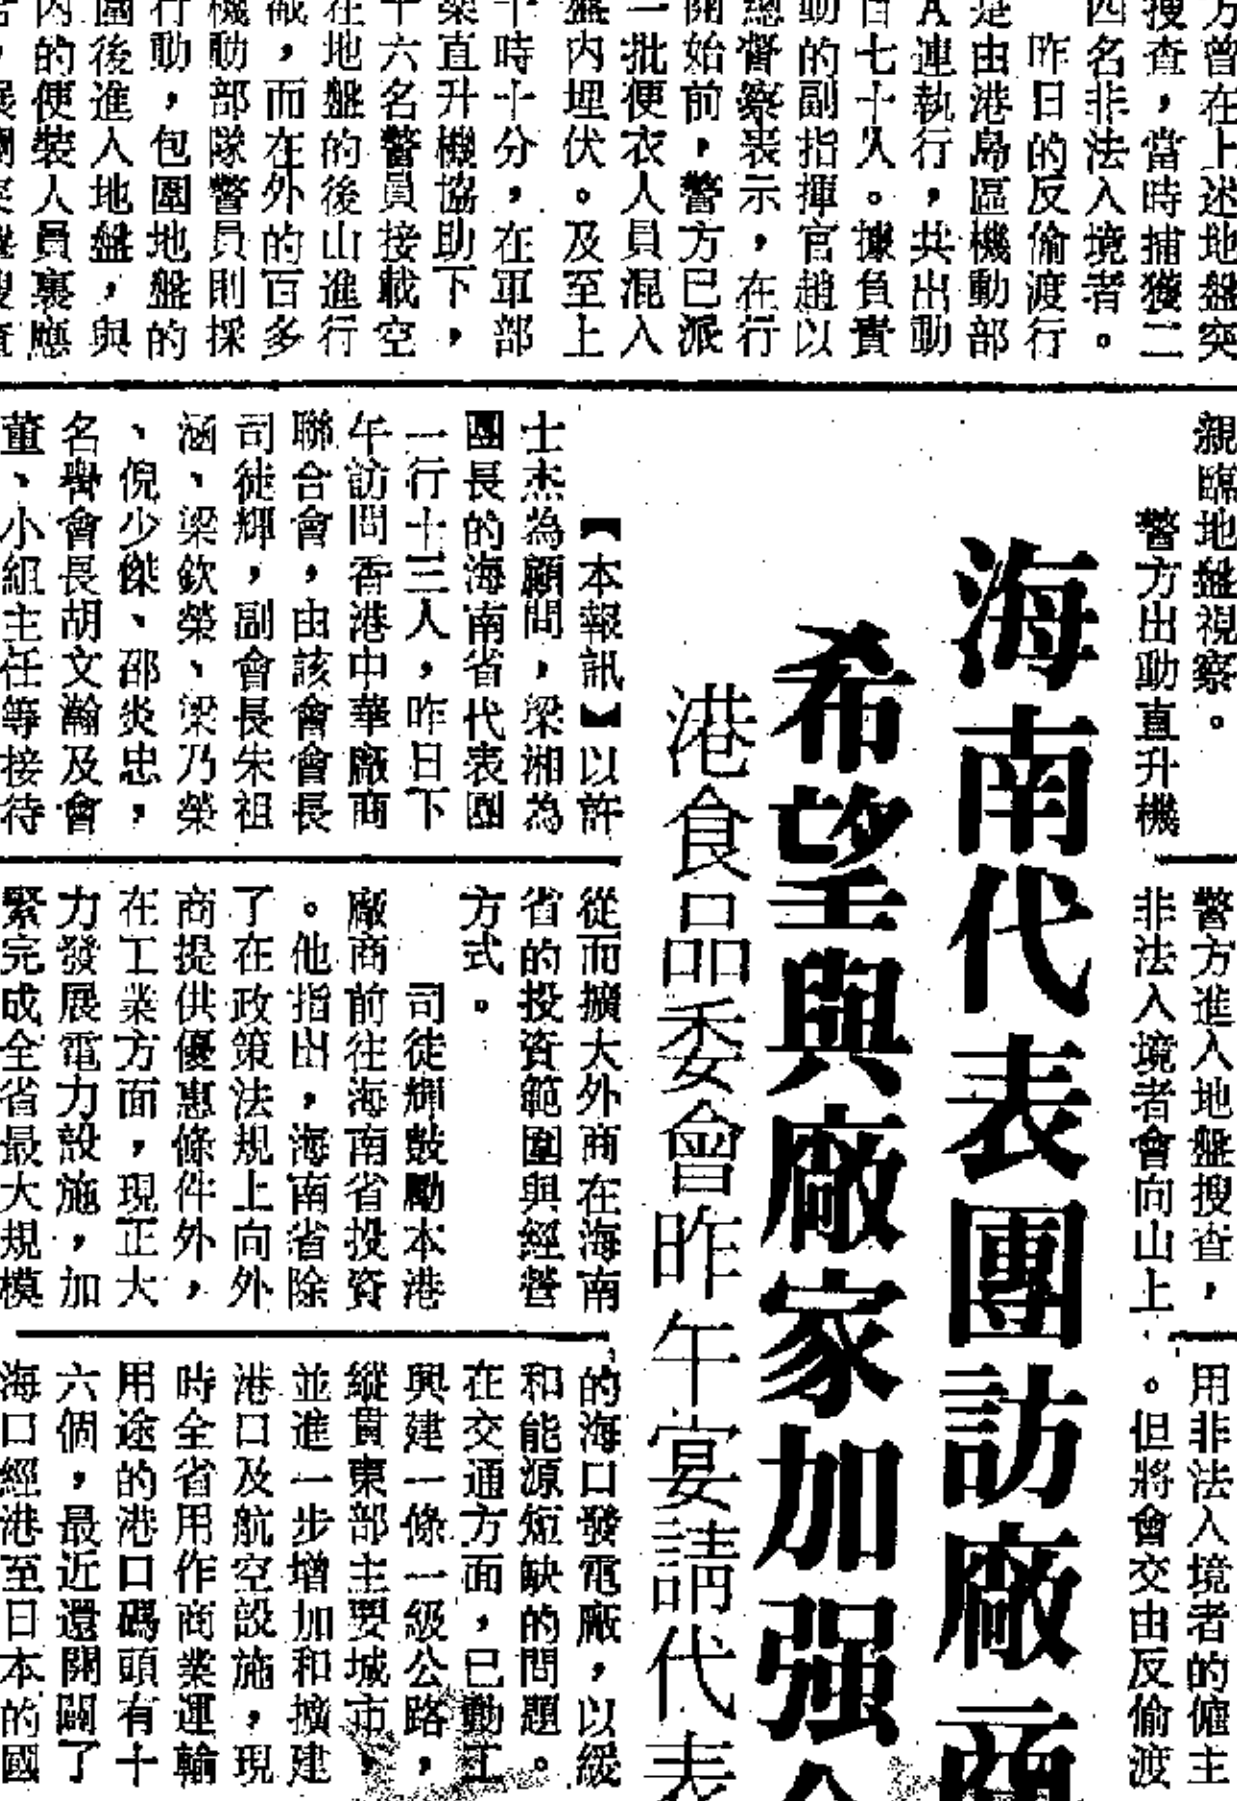 方曾在上述地盤突
搜查，當時捕獲二
四名非法入境者。
昨日的反偷渡行
是由港島區機動部
A連執行，共出動
百七十人。據負責
動的副指揮官趙以
總督察表示，在行
開始前，警方已派
一批便衣人員混入
盤內埋伏。及至上
十時十分，在軍部
架直升機協助下，
十六名警員接載空
在地盤的後山進行
截，而在外的百多
機動部隊警員則採
行動，包圍地盤的
圍後進入地盤，與
內的便裝人員裏應
，展開突擊搜查
親臨地盤視察。
警方出動直升機
警方進入地盤搜查，
非法入境者會向山上
用非法入境者的僱主
。但將會交由反偷渡
海南代表團訪廠商
希望與廠家加强合
港食品委會昨午宴請代表
【本報訊】以許
士杰為顧問，梁湘為
團長的海南省代表團
一行十三人，昨日下
午訪問香港中華廠商
聯合會，由該會會長
司徒輝，副會長朱祖
涵、梁欽榮、梁乃榮
、倪少傑、邵炎忠，
名譽會長胡文瀚及會
董、小組主任等接待
從而擴大外商在海南
省的投資範圍與經營
方式。
司徒輝鼓勵本港
廠商前往海南省投資
。他指出，海南省除
了在政策法規上向外
商提供優惠條件外，
在工業方面，現正大
力發展電力設施，加
緊完成全省最大規模
的海口發電廠，以緩
和能源短缺的問題。
在交通方面，已動工
興建一條一級公路，
縱貫東部主要城市，
並進一步增加和擴建
港口及航空設施，現
時全省用作商業運輸
用途的港口碼頭有十
六個，最近還開闢了
海口經港至日本的國